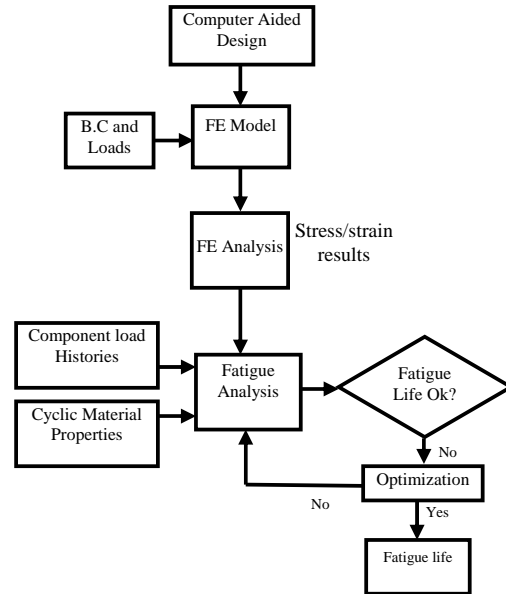 Computer Aided
Design
B.C and
Loads
FE Model
FE Analysis
Stress/strain
results
Component load
Histories
Cyclic Material
Properties
Fatigue
Analysis
Fatigue
Life Ok?
No
Optimization
No
Yes
Fatigue life